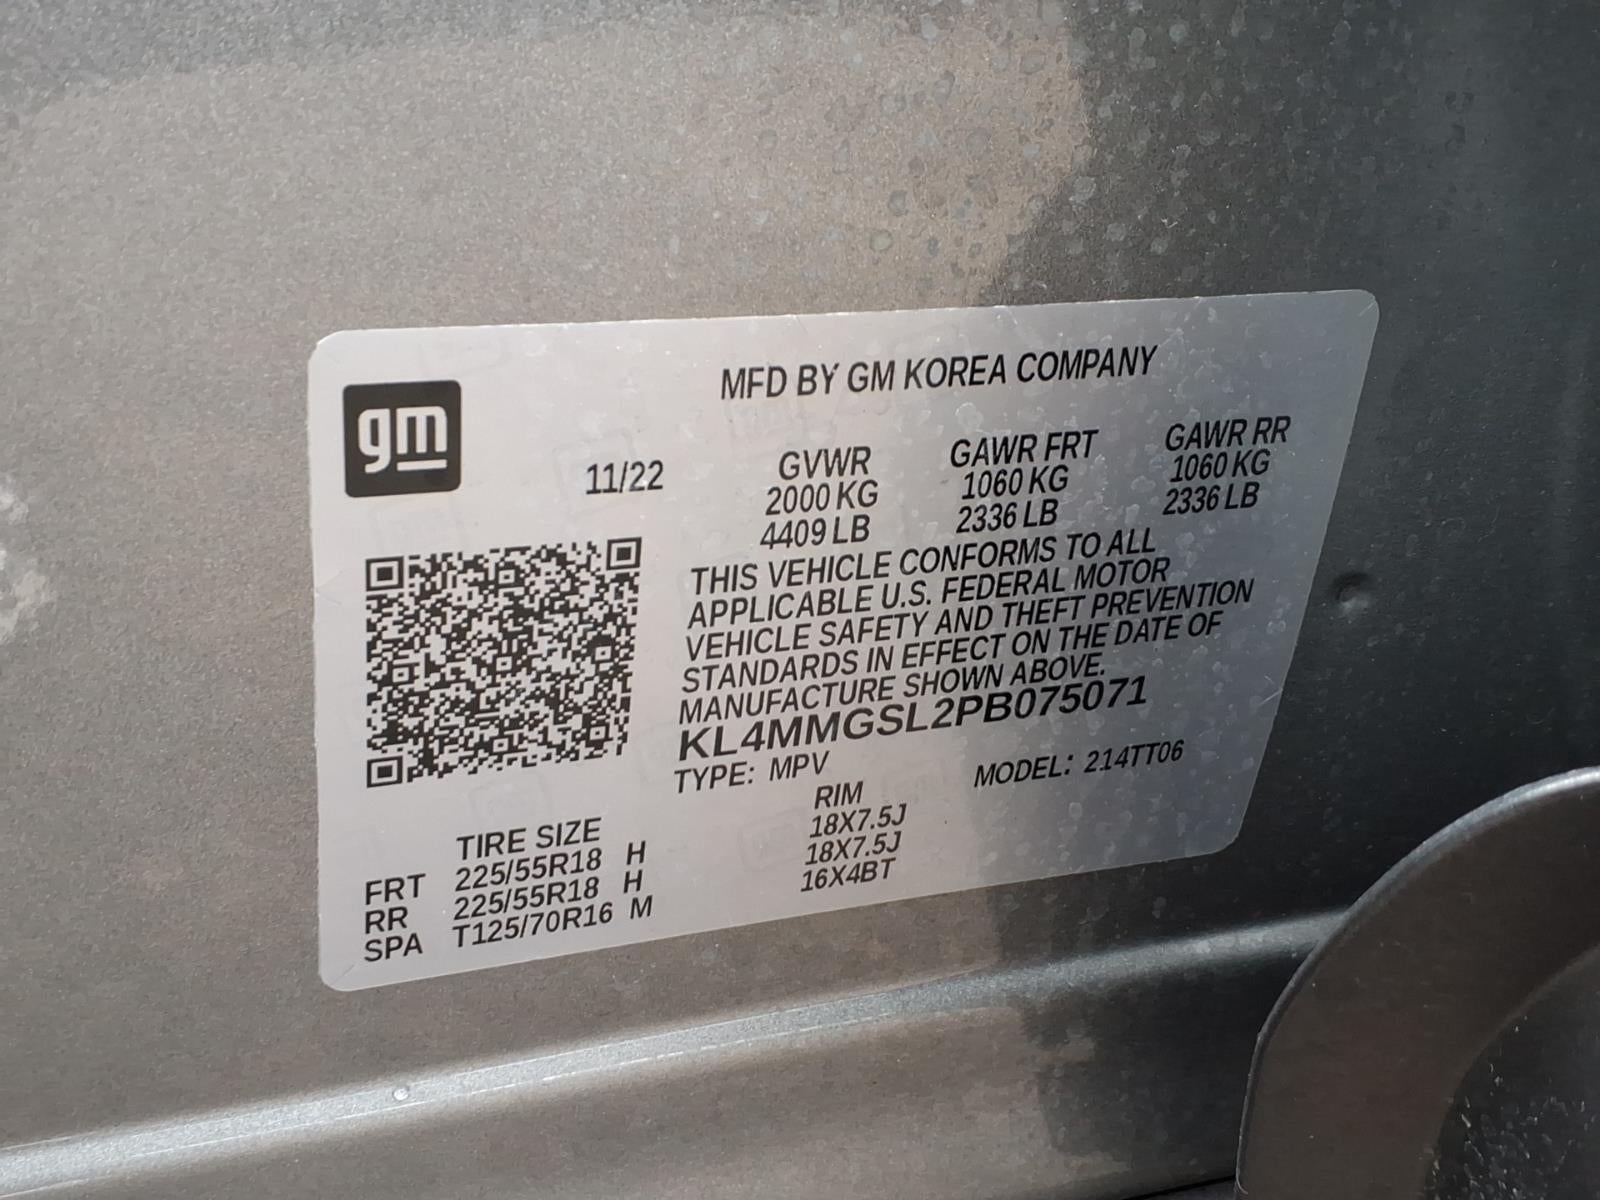 gm
MFD BY GM KOREA COMPANY
11/22
GVWR GAWR FRT GAWR RR
2000 KG 1060 KG 1060 KG
4409 LB 2336 LB 2336 LB
THIS VEHICLE CONFORMS TO ALL
APPLICABLE U.S. FEDERAL MOTOR
VEHICLE SAFETY AND THEFT PREVENTION
STANDARDS IN EFFECT ON THE DATE OF
MANUFACTURE SHOWN ABOVE.
KL4MMGSL2PB075071
TYPE: MPV MODEL: 214TT06
TIRE SIZE RIM
FRT 225/55R18 H 18X7.5J
RR 225/55R18 H 18X7.5J
SPA T125/70R16 M 16X4BT